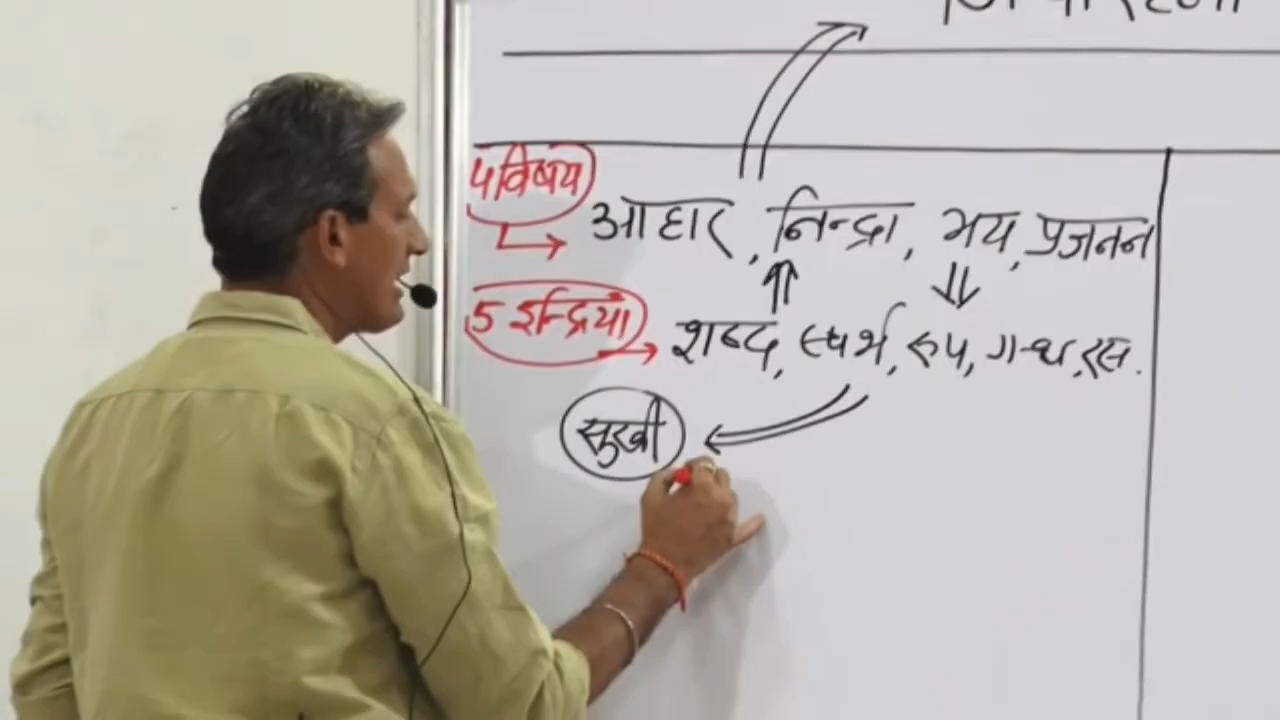 4 विषय
आहार, निन्द्रा, भय, प्रजनन
5 इन्द्रियां
शब्द, स्पर्भ, रुप, गन्ध, रस.
सुखी